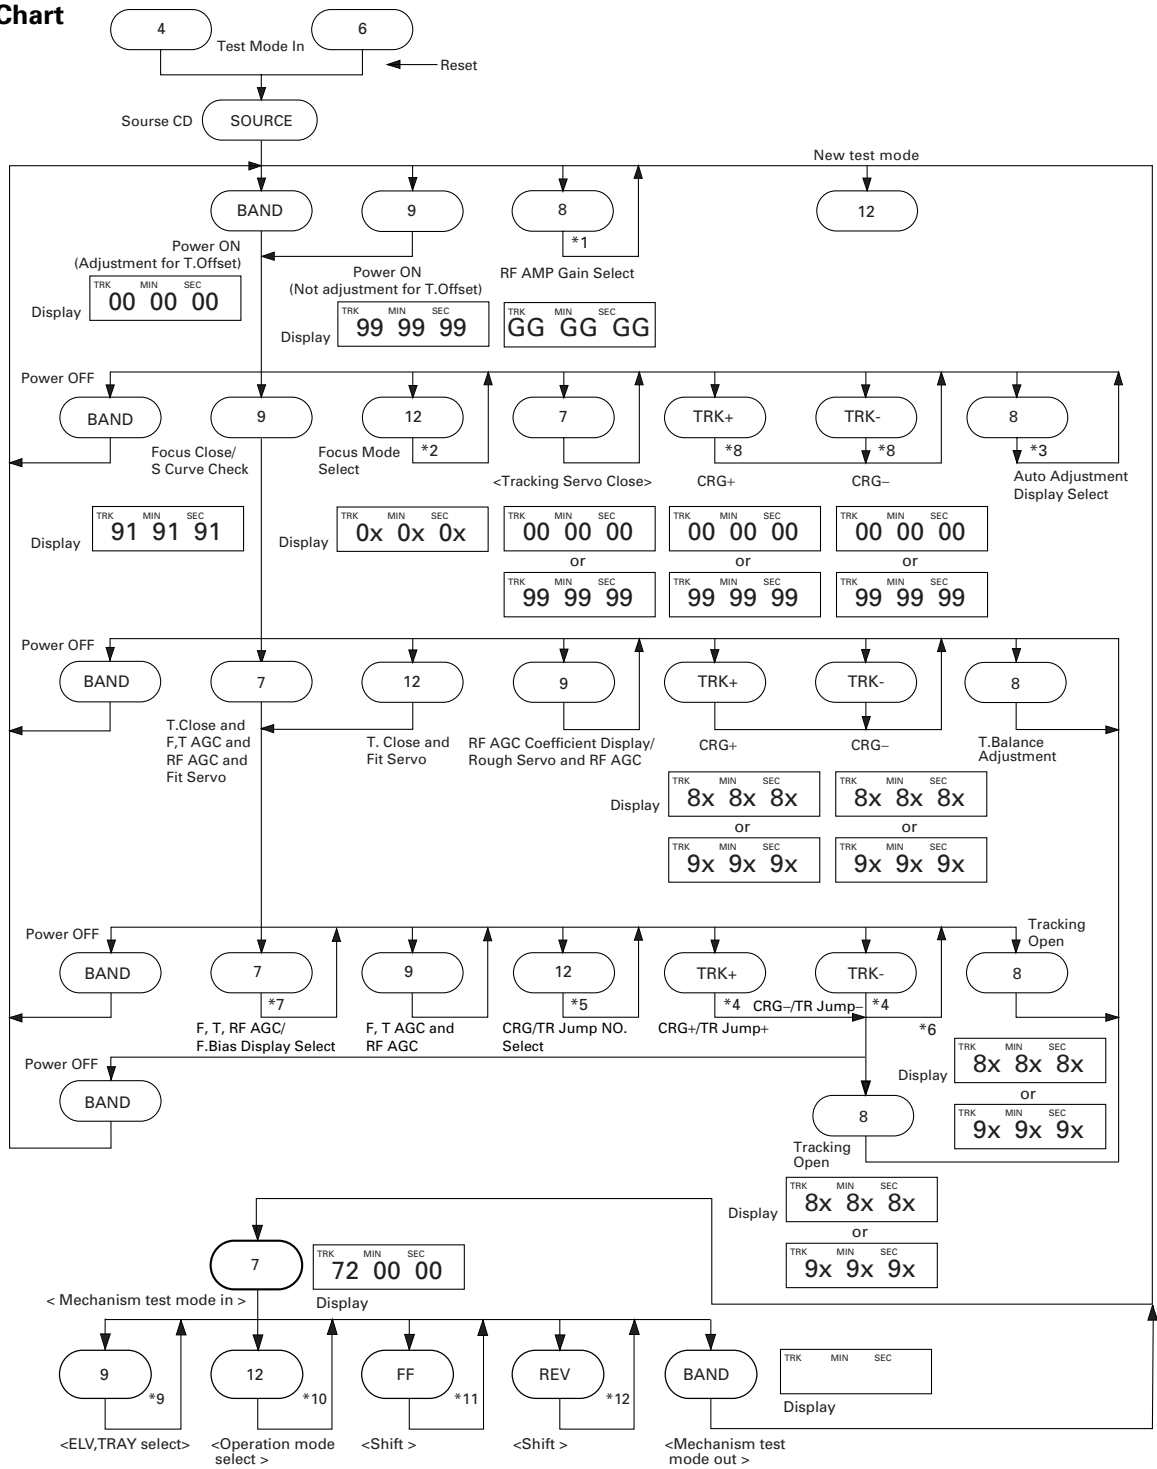 Chart
4
6
Test Mode In
Reset
Sourse CD
SOURCE
New test mode
BAND
9
8
12
*1
Power ON
(Adjustment for T.Offset)
Power ON
(Not adjustment for T.Offset)
RF AMP Gain Select
Display
TRK MIN SEC
00 00 00
Display
TRK MIN SEC
99 99 99
TRK MIN SEC
GG GG GG
Power OFF
BAND
9
12
7
TRK+
TRK-
8
Focus Close/
S Curve Check
Focus Mode
Select
*2
<Tracking Servo Close>
*8
CRG+
*8
CRG–
*3
Auto Adjustment
Display Select
Display
TRK MIN SEC
91 91 91
Display
TRK MIN SEC
0x 0x 0x
TRK MIN SEC
00 00 00
or
TRK MIN SEC
99 99 99
TRK MIN SEC
00 00 00
or
TRK MIN SEC
99 99 99
TRK MIN SEC
00 00 00
or
TRK MIN SEC
99 99 99
Power OFF
BAND
7
12
9
TRK+
TRK-
8
T.Close and
F,T AGC and
RF AGC and
Fit Servo
T. Close and
Fit Servo
RF AGC Coefficient Display/
Rough Servo and RF AGC
CRG+
CRG–
T.Balance
Adjustment
Display
TRK MIN SEC
8x 8x 8x
or
TRK MIN SEC
9x 9x 9x
TRK MIN SEC
8x 8x 8x
or
TRK MIN SEC
9x 9x 9x
Power OFF
Tracking
Open
BAND
7
9
12
TRK+
TRK-
8
*7
F, T, RF AGC/
F.Bias Display Select
F, T AGC and
RF AGC
*5
CRG/TR Jump NO.
Select
*4
CRG+/TR Jump+
CRG–/TR Jump–
*4
*6
Power OFF
BAND
Display
TRK MIN SEC
8x 8x 8x
or
TRK MIN SEC
9x 9x 9x
8
Tracking
Open
Display
TRK MIN SEC
8x 8x 8x
or
TRK MIN SEC
9x 9x 9x
7
TRK MIN SEC
72 00 00
< Mechanism test mode in >
Display
9
12
FF
REV
BAND
*9
*10
*11
*12
TRK MIN SEC
Display
<ELV,TRAY select>
<Operation mode
select >
<Shift >
<Shift >
<Mechanism test
mode out >